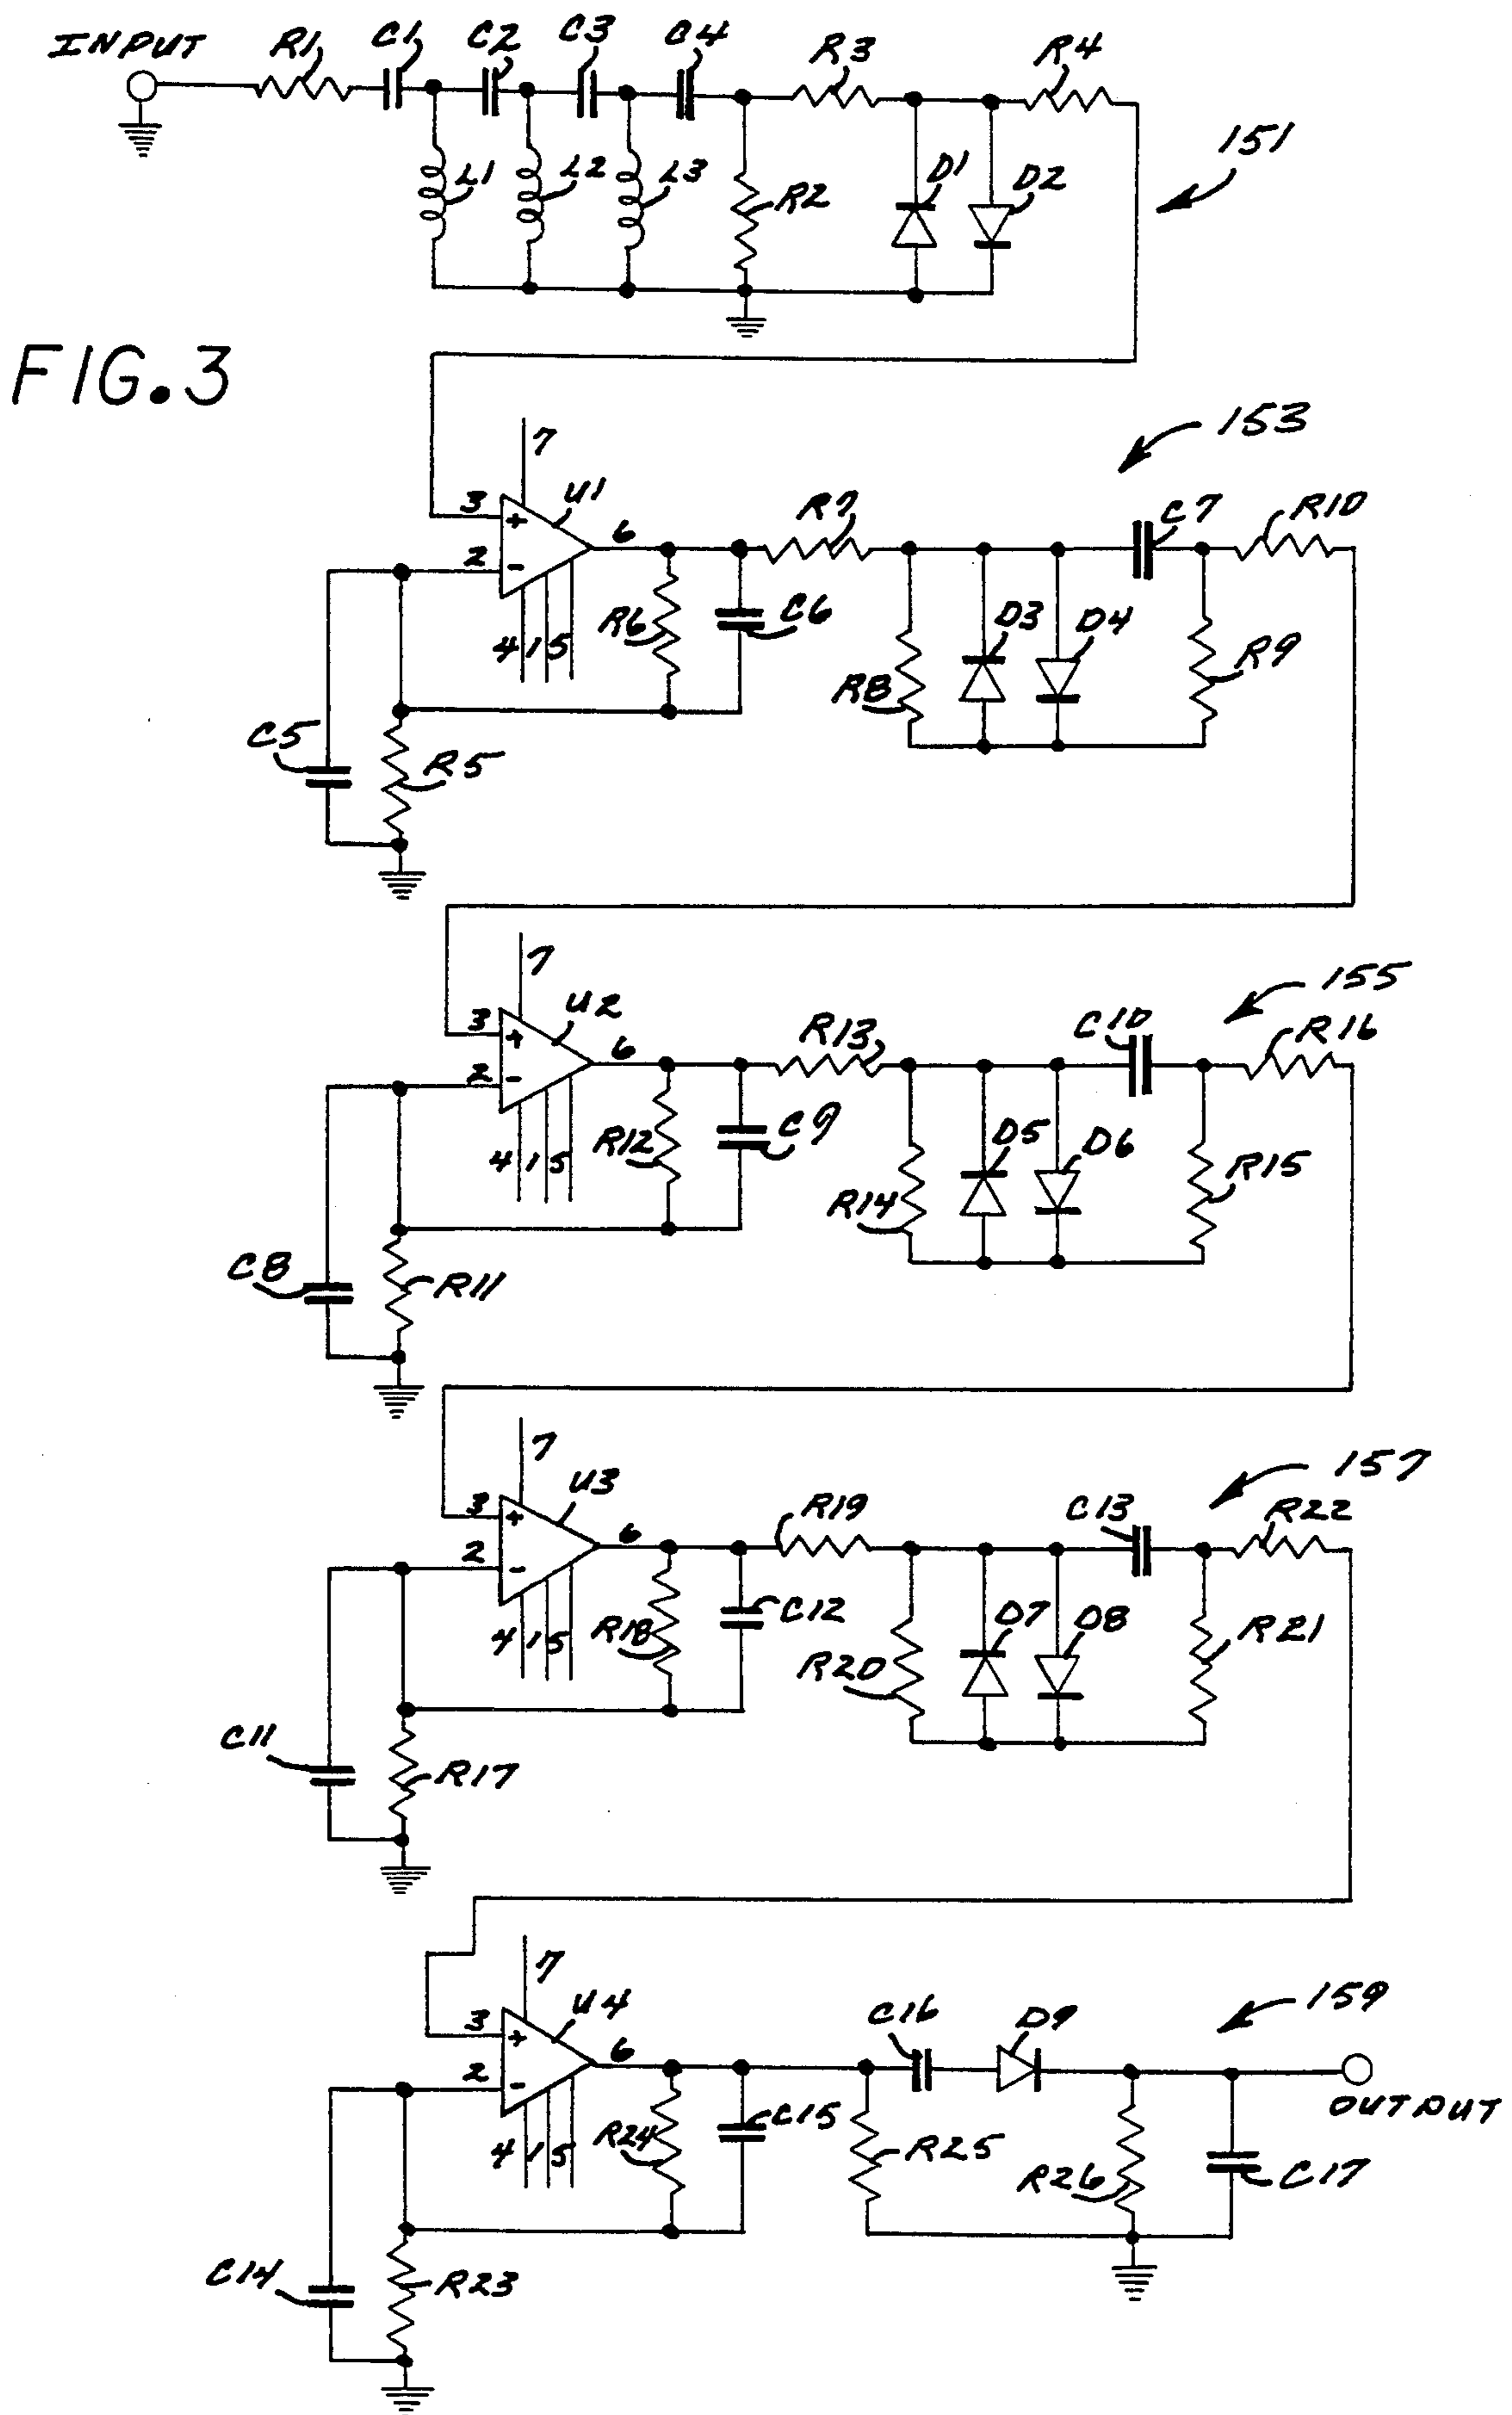 INPUT R1 C1 C2 C3 C4 R3 R4
151
L1 L2 L3 R2 D1 D2
FIG.3
153
7
3 + U1 6 R7 C7 R10
2 -
4 1 5 R6 C6 D3 D4 R8 R9
C5 R5
155
7
3 + U2 6 R13 C10 R16
2 -
4 1 5 R12 C9 D5 D6 R14 R15
C8 R11
157
7
3 + U3 6 R19 C13 R22
2 -
4 1 5 R18 C12 D7 D8 R20 R21
C11 R17
159
7
3 + U4 6 C16 D9
2 -
OUTPUT
4 1 5 R24 C15 R25 R26 C17
C14 R23